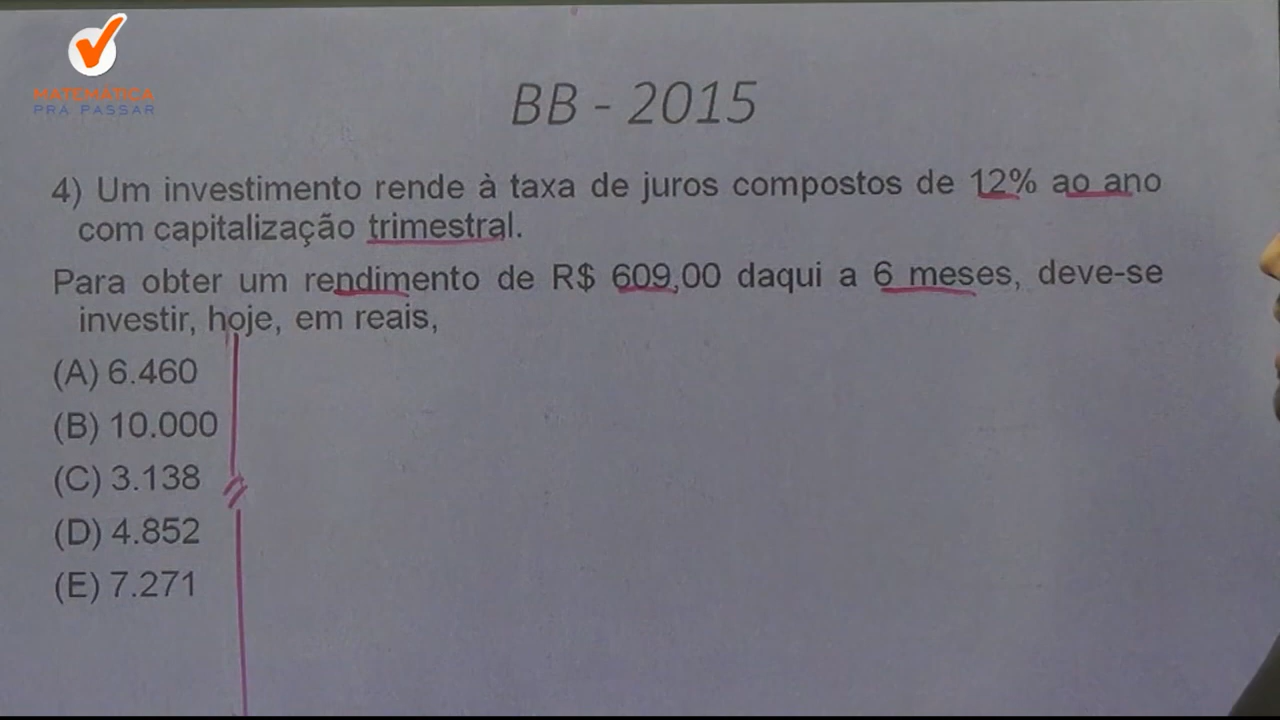 MATEMÁTICA
PRÁ PASSAR
BB - 2015
4) Um investimento rende à taxa de juros compostos de 12% ao ano
com capitalização trimestral.
Para obter um rendimento de R$ 609,00 daqui a 6 meses, deve-se
investir, hoje, em reais,
(A) 6.460
(B) 10.000
(C) 3.138
(D) 4.852
(E) 7.271